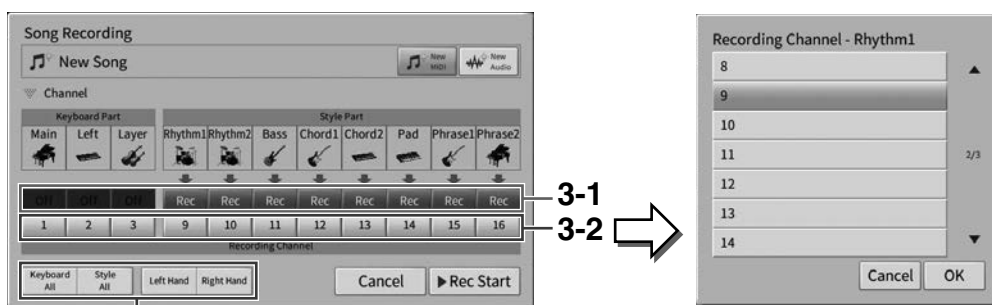 Song Recording
New Song
New MIDI
New Audio
Channel
Keyboard Part Style Part
Main Left Layer Rhythm1 Rhythm2 Bass Chord1 Chord2 Pad Phrase1 Phrase2
Off Off Off Rec Rec Rec Rec Rec Rec Rec Rec
3-1
1 2 3 9 10 11 12 13 14 15 16
3-2
Recording Channel
Keyboard All Style All Left Hand Right Hand Cancel Rec Start
Recording Channel - Rhythm1
8
9
10
11
2/3
12
13
14
Cancel OK